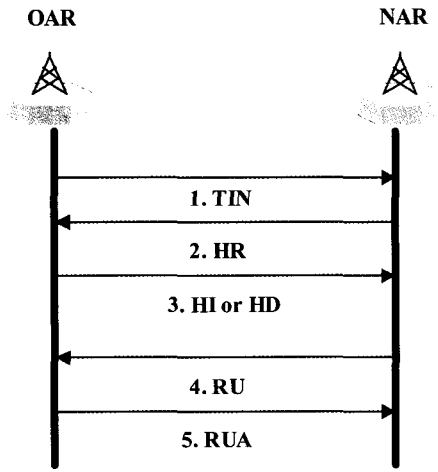 OAR NAR
1. TIN
2. HR
3. HI or HD
4. RU
5. RUA